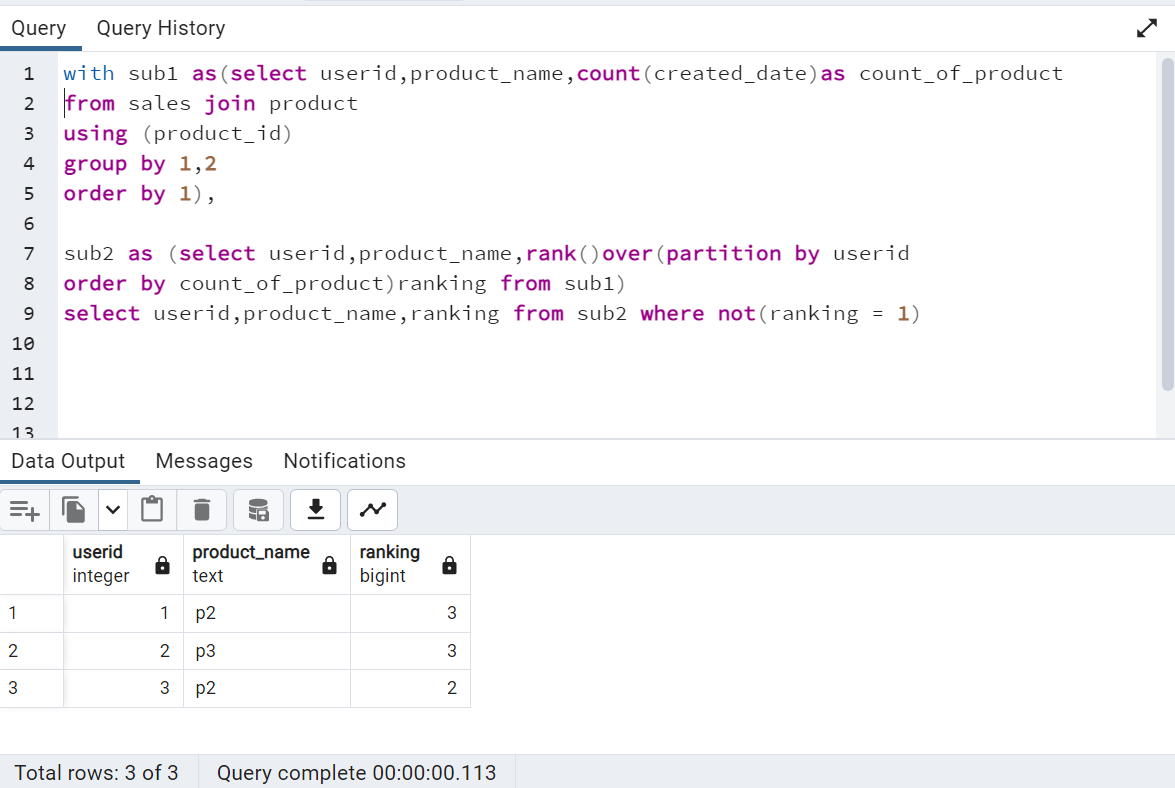 Query Query History
1 with sub1 as(select userid,product_name,count(created_date)as count_of_product
2 from sales join product
3 using (product_id)
4 group by 1,2
5 order by 1),
6
7 sub2 as (select userid,product_name,rank()over(partition by userid
8 order by count_of_product)ranking from sub1)
9 select userid,product_name,ranking from sub2 where not(ranking = 1)
10
11
12
13
Data Output Messages Notifications
userid product_name ranking
integer text bigint
1 1 p2 3
2 2 p3 3
3 3 p2 2
Total rows: 3 of 3 Query complete 00:00:00.113